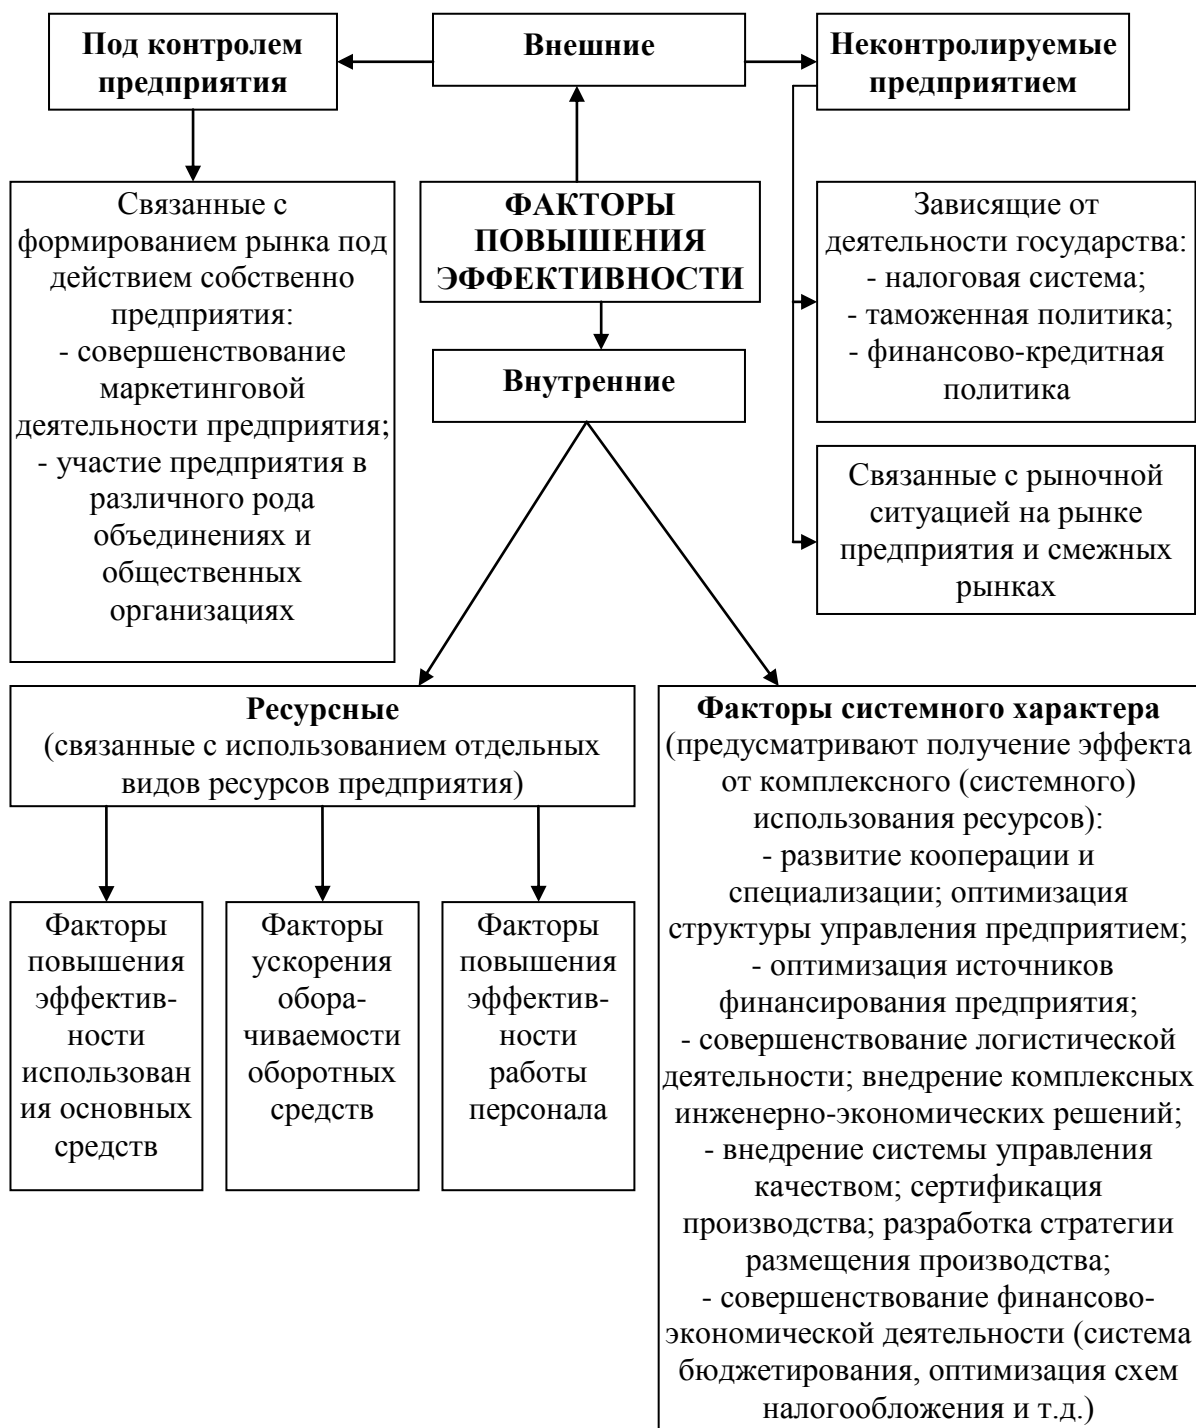 Под контролем
предприятия
Внешние
Неконтролируемые
предприятием
Связанные с
формированием рынка под
действием собственно
предприятия:
- совершенствование
маркетинговой
деятельности предприятия;
- участие предприятия в
различного рода
объединениях и
общественных
организациях
ФАКТОРЫ
ПОВЫШЕНИЯ
ЭФФЕКТИВНОСТИ
Внутренние
Зависящие от
деятельности государства:
- налоговая система;
- таможенная политика;
- финансово-кредитная
политика
Связанные с рыночной
ситуацией на рынке
предприятия и смежных
рынках
Ресурсные
(связанные с использованием отдельных
видов ресурсов предприятия)
Факторы
повышения
эффектив-
ности
использован
ия основных
средств
Факторы
ускорения
обора-
чиваемости
оборотных
средств
Факторы
повышения
эффектив-
ности
работы
персонала
Факторы системного характера
(предусматривают получение эффекта
от комплексного (системного)
использования ресурсов):
- развитие кооперации и
специализации; оптимизация
структуры управления предприятием;
- оптимизация источников
финансирования предприятия;
- совершенствование логистической
деятельности; внедрение комплексных
инженерно-экономических решений;
- внедрение системы управления
качеством; сертификация
производства; разработка стратегии
размещения производства;
- совершенствование финансово-
экономической деятельности (система
бюджетирования, оптимизация схем
налогообложения и т.д.)